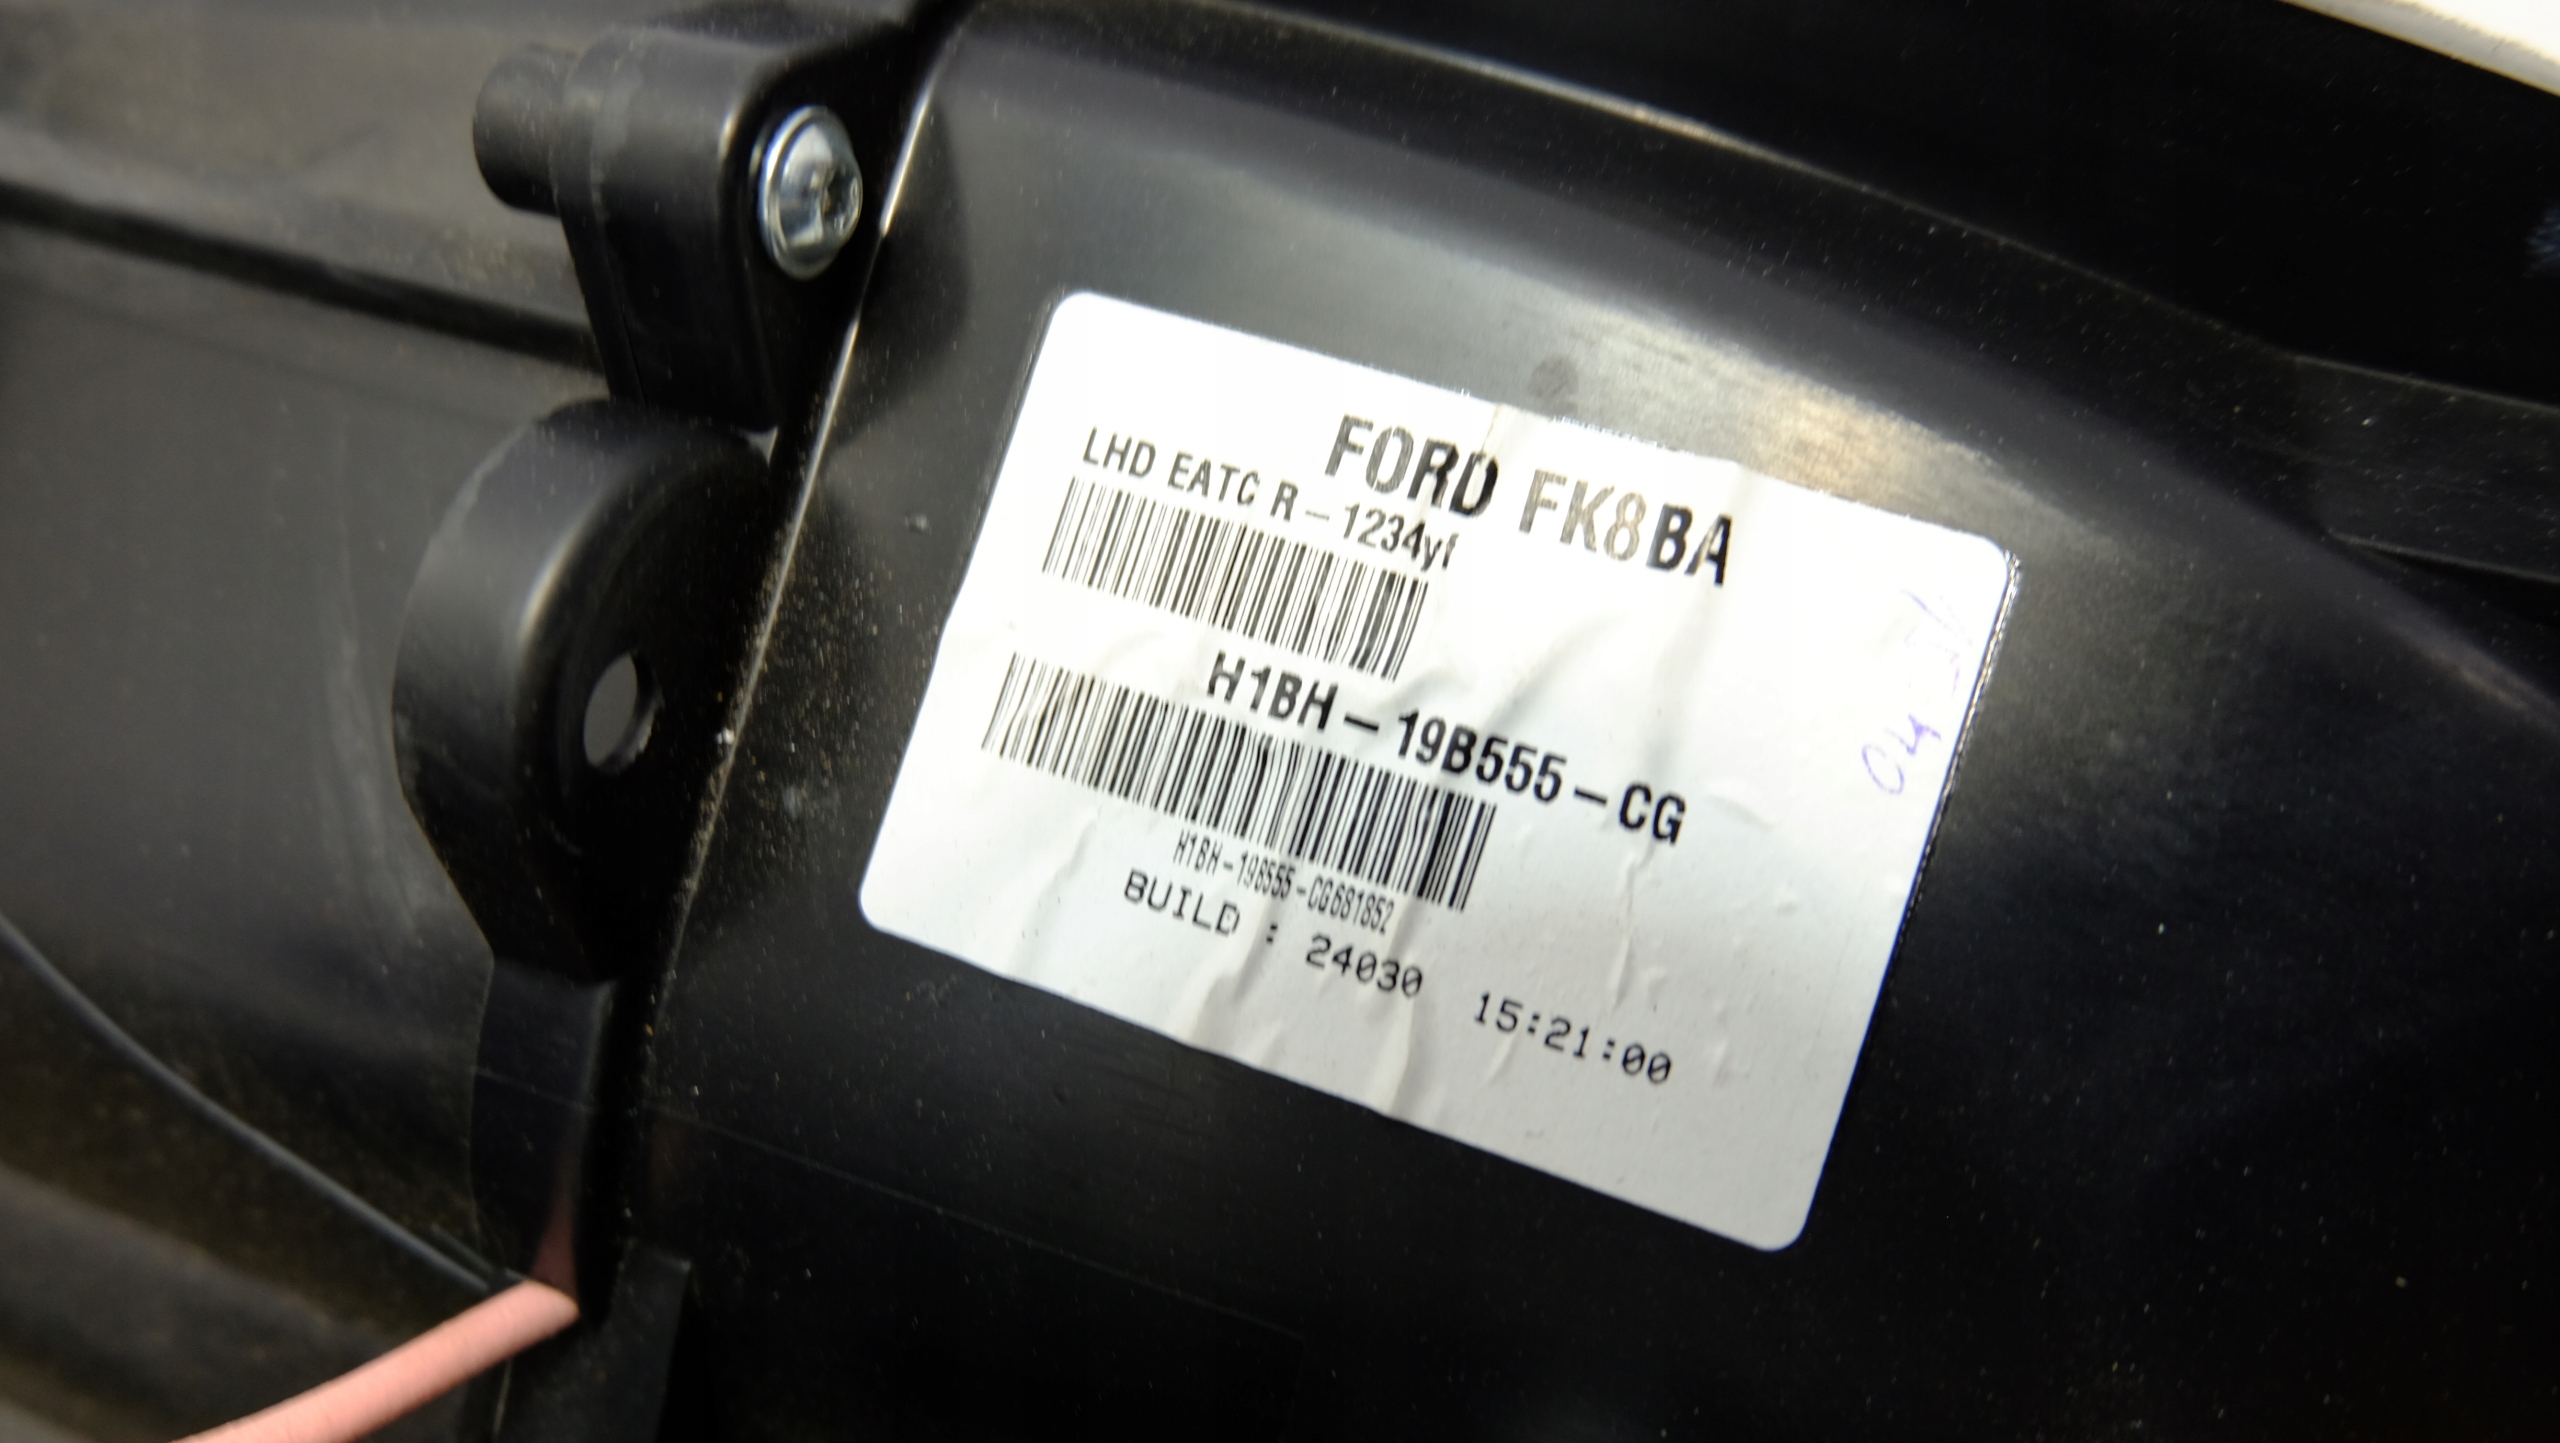 FORD FK8BA
LHD EATC R-1234yf
H1BH-19B555-CG
H1BH-19B555-CG681852
BUILD : 24030 15:21:00